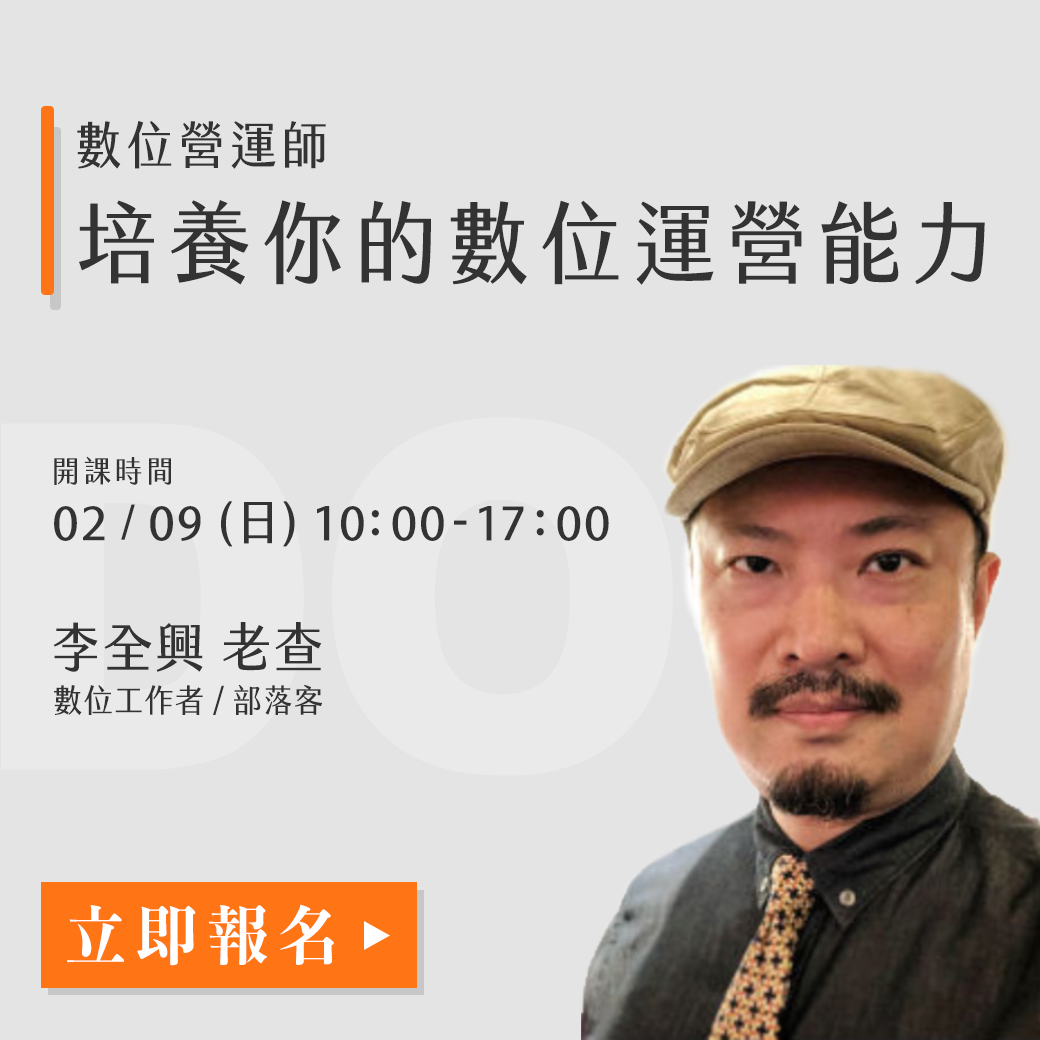 數位營運師
培養你的數位運營能力
開課時間
02 / 09 (日) 10:00-17:00
李全興 老查
數位工作者 / 部落客
立即報名
DO